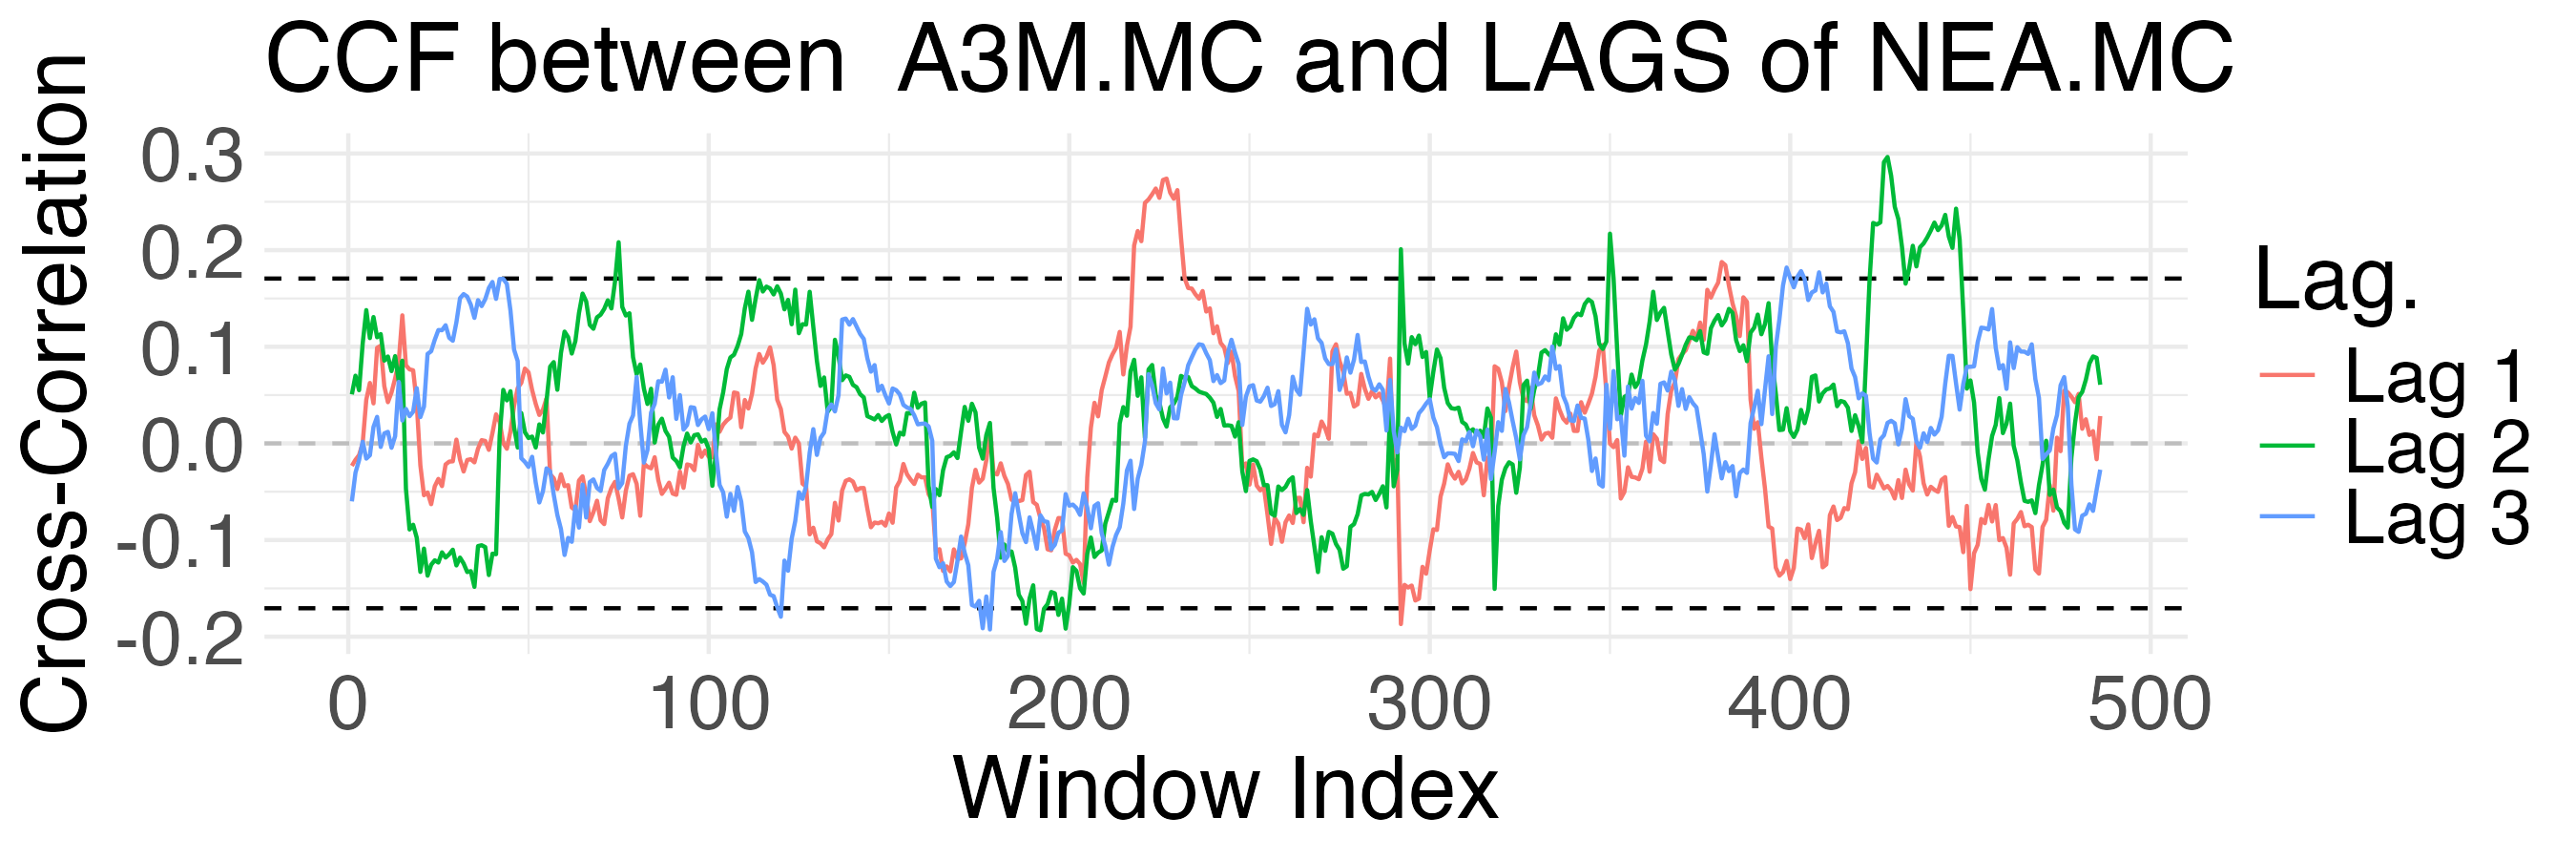 CCF between  A3M.MC and LAGS of NEA.MC
Cross-Correlation
0.3
0.2
0.1
0.0
-0.1
-0.2
0 100 200 300 400 500
Window Index
Lag.
Lag 1
Lag 2
Lag 3